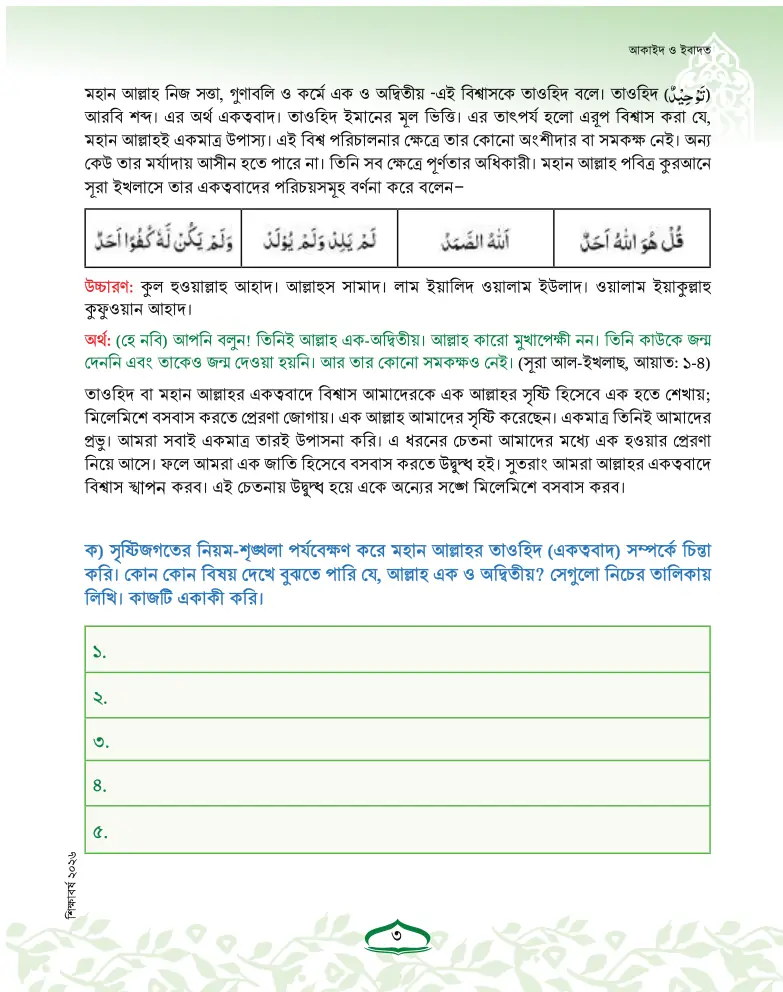 আকাইদ ও ইবাদত
মহান আল্লাহ নিজ সত্তা, গুণাবলি ও কর্মে এক ও অদ্বিতীয় -এই বিশ্বাসকে তাওহিদ বলে। তাওহিদ (تَوْحِيْدٌ)
আরবি শব্দ। এর অর্থ একত্ববাদ। তাওহিদ ইমানের মূল ভিত্তি। এর তাৎপর্য হলো এরূপ বিশ্বাস করা যে,
মহান আল্লাহই একমাত্র উপাস্য। এই বিশ্ব পরিচালনার ক্ষেত্রে তার কোনো অংশীদার বা সমকক্ষ নেই। অন্য
কেউ তার মর্যাদায় আসীন হতে পারে না। তিনি সব ক্ষেত্রে পূর্ণতার অধিকারী। মহান আল্লাহ পবিত্র কুরআনে
সূরা ইখলাসে তার একত্ববাদের পরিচয়সমূহ বর্ণনা করে বলেন–
قُلْ هُوَ اللّٰهُ اَحَدٌ
اَللّٰهُ الصَّمَدُ
لَمْ يَلِدْ وَلَمْ يُوْلَدْ
وَلَمْ يَكُنْ لَّهٗ كُفُوًا اَحَدٌ
উচ্চারণ: কুল হুওয়াল্লাহু আহাদ। আল্লাহুস সামাদ। লাম ইয়ালিদ ওয়ালাম ইউলাদ। ওয়ালাম ইয়াকুল্লাহু
কুফুওয়ান আহাদ।
অর্থ: (হে নবি) আপনি বলুন! তিনিই আল্লাহ এক-অদ্বিতীয়। আল্লাহ কারো মুখাপেক্ষী নন। তিনি কাউকে জন্ম
দেননি এবং তাকেও জন্ম দেওয়া হয়নি। আর তার কোনো সমকক্ষও নেই। (সূরা আল-ইখলাছ, আয়াত: ১-৪)
তাওহিদ বা মহান আল্লাহর একত্ববাদে বিশ্বাস আমাদেরকে এক আল্লাহর সৃষ্টি হিসেবে এক হতে শেখায়;
মিলেমিশে বসবাস করতে প্রেরণা জোগায়। এক আল্লাহ আমাদের সৃষ্টি করেছেন। একমাত্র তিনিই আমাদের
প্রভু। আমরা সবাই একমাত্র তারই উপাসনা করি। এ ধরনের চেতনা আমাদের মধ্যে এক হওয়ার প্রেরণা
নিয়ে আসে। ফলে আমরা এক জাতি হিসেবে বসবাস করতে উদ্বুদ্ধ হই। সুতরাং আমরা আল্লাহর একত্ববাদে
বিশ্বাস স্থাপন করব। এই চেতনায় উদ্বুদ্ধ হয়ে একে অন্যের সঙ্গে মিলেমিশে বসবাস করব।
ক) সৃষ্টিজগতের নিয়ম-শৃঙ্খলা পর্যবেক্ষণ করে মহান আল্লাহর তাওহিদ (একত্ববাদ) সম্পর্কে চিন্তা
করি। কোন কোন বিষয় দেখে বুঝতে পারি যে, আল্লাহ এক ও অদ্বিতীয়? সেগুলো নিচের তালিকায়
লিখি। কাজটি একাকী করি।
১.
২.
৩.
৪.
৫.
শিক্ষাবর্ষ ২০২৬
৩